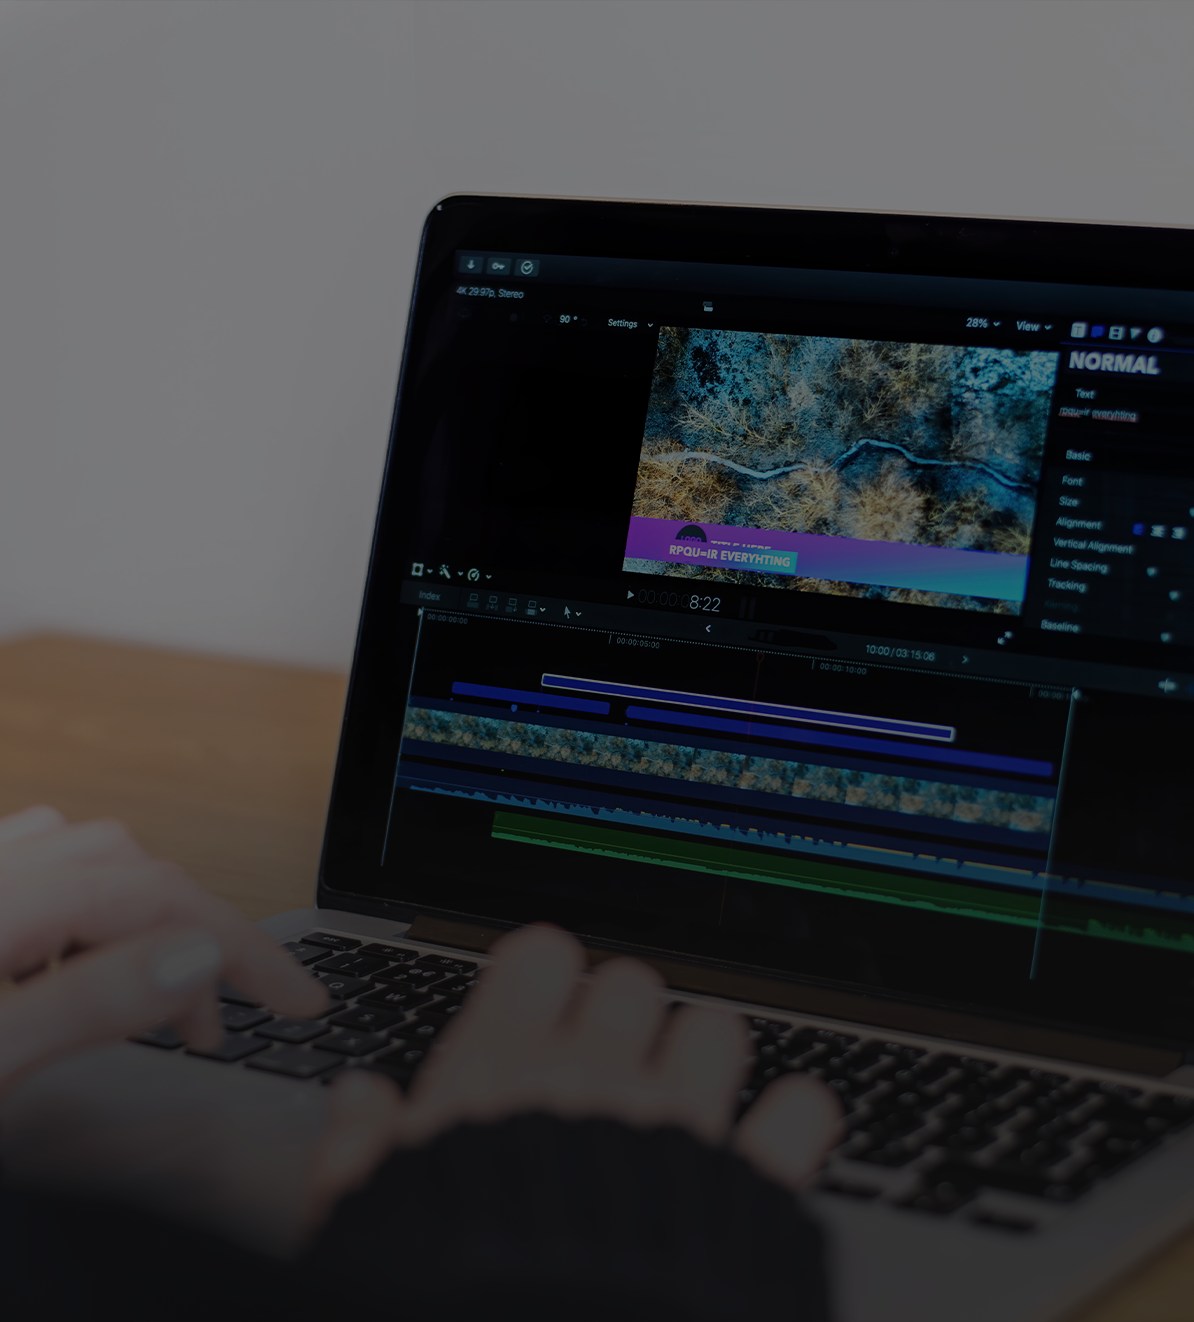 4K 29.97p, Stereo
90°
Settings
28%
View
NORMAL
Text
rpqu=ir everyhting
Basic
Font
Size
Alignment
Vertical Alignment
Line Spacing
Tracking
Baseline
TITLE HERE
RPQU=IR EVERYHTING
00:00:08:22
Index
10:00 / 03:15:06
00:00:00:00
00:00:05:00
00:00:10:00